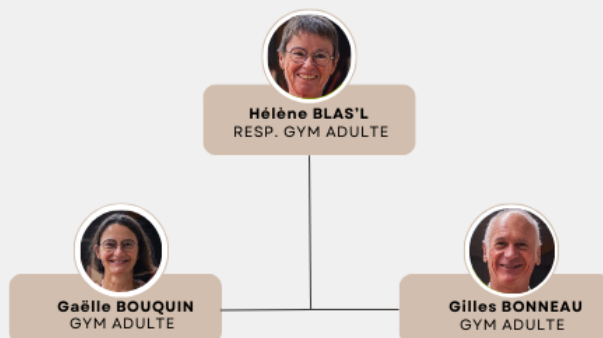 Hélène BLAS'L
RESP. GYM ADULTE
Gaëlle BOUQUIN
GYM ADULTE
Gilles BONNEAU
GYM ADULTE